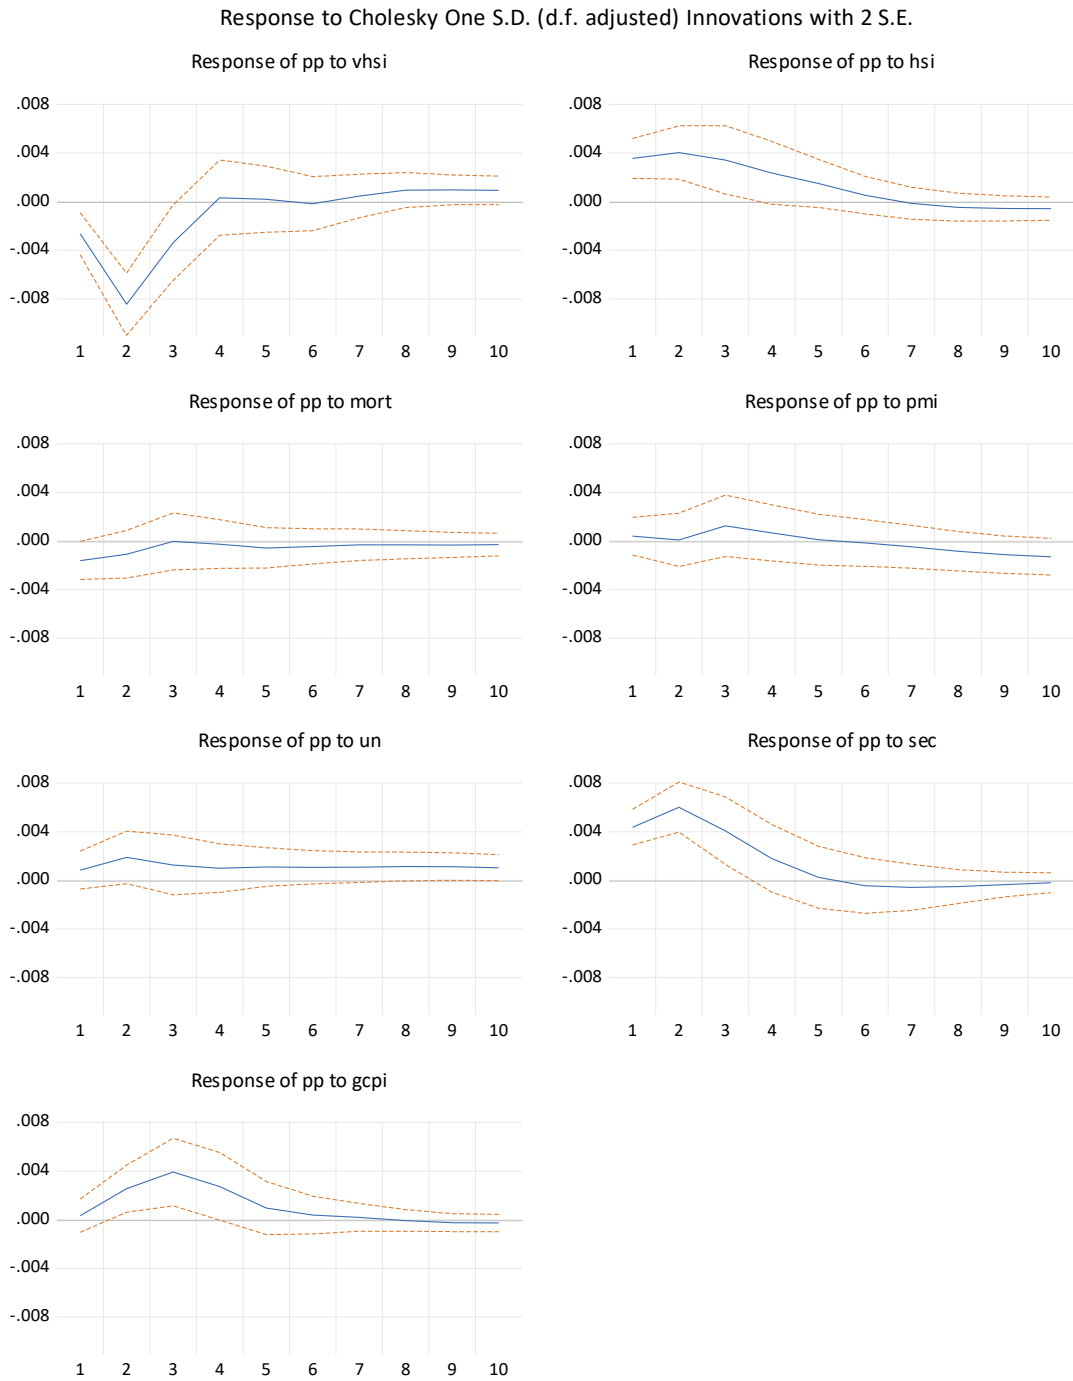 Response to Cholesky One S.D. (d.f. adjusted) Innovations with 2 S.E.
Response of pp to vhsi
.008
.004
.000
-.004
-.008
1 2 3 4 5 6 7 8 9 10
Response of pp to hsi
.008
.004
.000
-.004
-.008
1 2 3 4 5 6 7 8 9 10
Response of pp to mort
.008
.004
.000
-.004
-.008
1 2 3 4 5 6 7 8 9 10
Response of pp to pmi
.008
.004
.000
-.004
-.008
1 2 3 4 5 6 7 8 9 10
Response of pp to un
.008
.004
.000
-.004
-.008
1 2 3 4 5 6 7 8 9 10
Response of pp to sec
.008
.004
.000
-.004
-.008
1 2 3 4 5 6 7 8 9 10
Response of pp to gcpi
.008
.004
.000
-.004
-.008
1 2 3 4 5 6 7 8 9 10